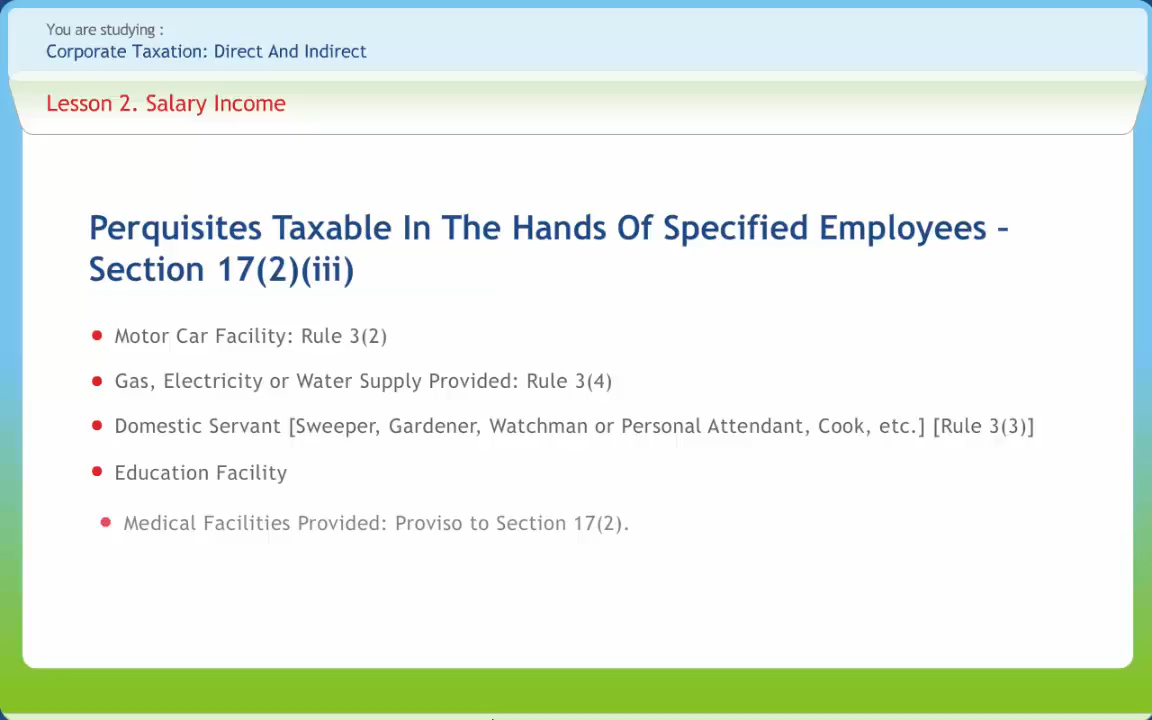 You are studying :
Corporate Taxation: Direct And Indirect
Lesson 2. Salary Income
Perquisites Taxable In The Hands Of Specified Employees –
Section 17(2)(iii)
Motor Car Facility: Rule 3(2)
Gas, Electricity or Water Supply Provided: Rule 3(4)
Domestic Servant [Sweeper, Gardener, Watchman or Personal Attendant, Cook, etc.] [Rule 3(3)]
Education Facility
Medical Facilities Provided: Proviso to Section 17(2).